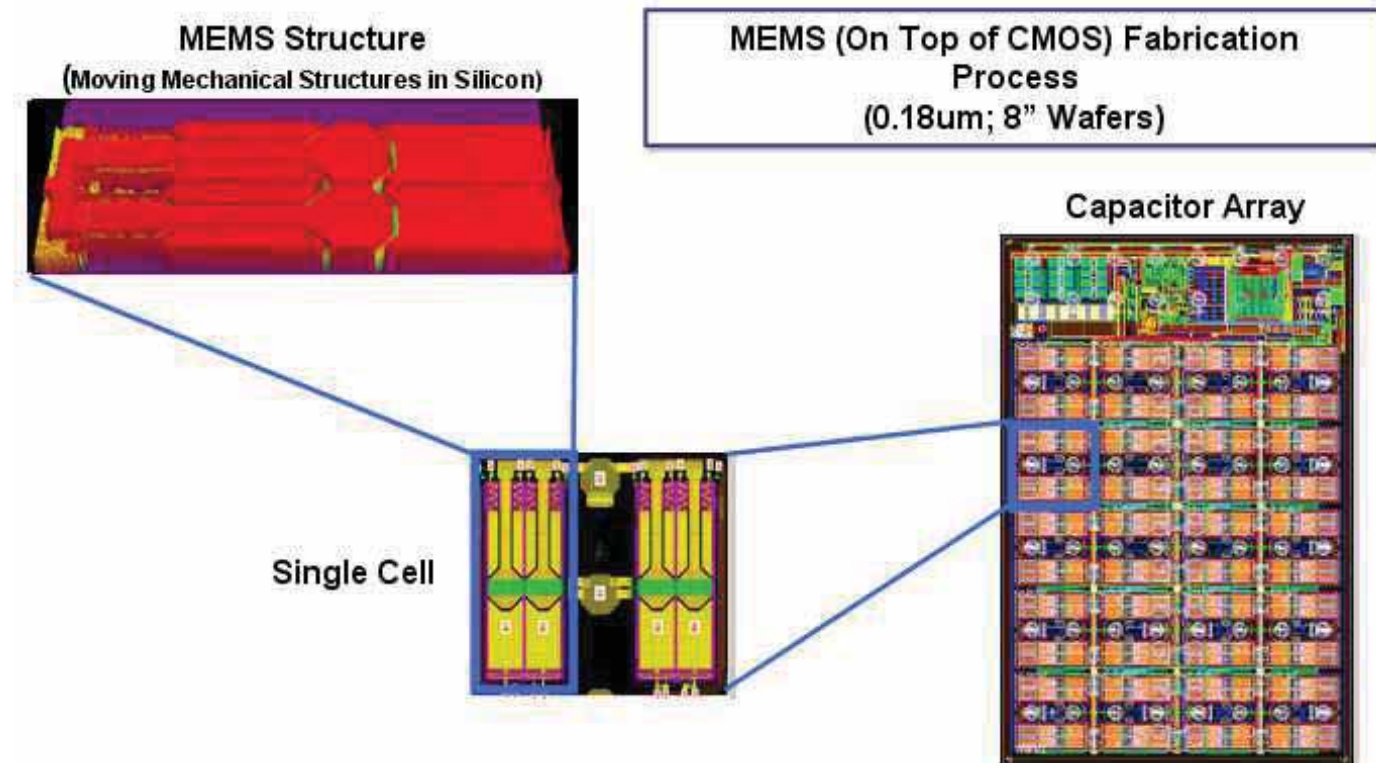 MEMS Structure
(Moving Mechanical Structures in Silicon)
MEMS (On Top of CMOS) Fabrication
Process
(0.18um; 8” Wafers)
Capacitor Array
Single Cell